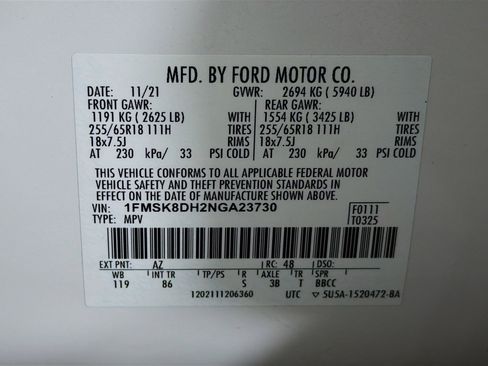 MFD. BY FORD MOTOR CO.
DATE: 11/21 GVWR: 2694 KG ( 5940 LB)
FRONT GAWR: REAR GAWR:
1191 KG ( 2625 LB) WITH 1554 KG ( 3425 LB) WITH
255/65R18 111H TIRES 255/65R18 111H TIRES
18x7.5J RIMS 18x7.5J RIMS
AT 230 kPa/ 33 PSI COLD AT 230 kPa/ 33 PSI COLD
THIS VEHICLE CONFORMS TO ALL APPLICABLE FEDERAL MOTOR
VEHICLE SAFETY AND THEFT PREVENTION STANDARDS IN
EFFECT ON THE DATE OF MANUFACTURE SHOWN ABOVE.
VIN: 1FMSK8DH2NGA23730 F0111
TYPE: MPV T0325
EXT PNT: AZ RC: 48 DSO:
WB INT TR TP/PS R AXLE TR SPR
119 86 S 3B T BBCC
1202111206360 UTC 5U5A-1520472-BA